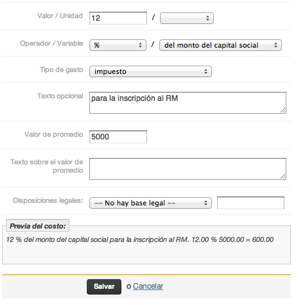 Valor / Unidad 12 /
Operador / Variable % / del monto del capital social
Tipo de gasto impuesto
Texto opcional para la inscripción al RM
Valor de promedio 5000
Texto sobre el valor de
promedio
Disposiciones legales: -- No hay base legal --
Previa del costo:
12 % del monto del capital social para la inscripción al RM. 12.00 % 5000.00 = 600.00
Salvar o Cancelar